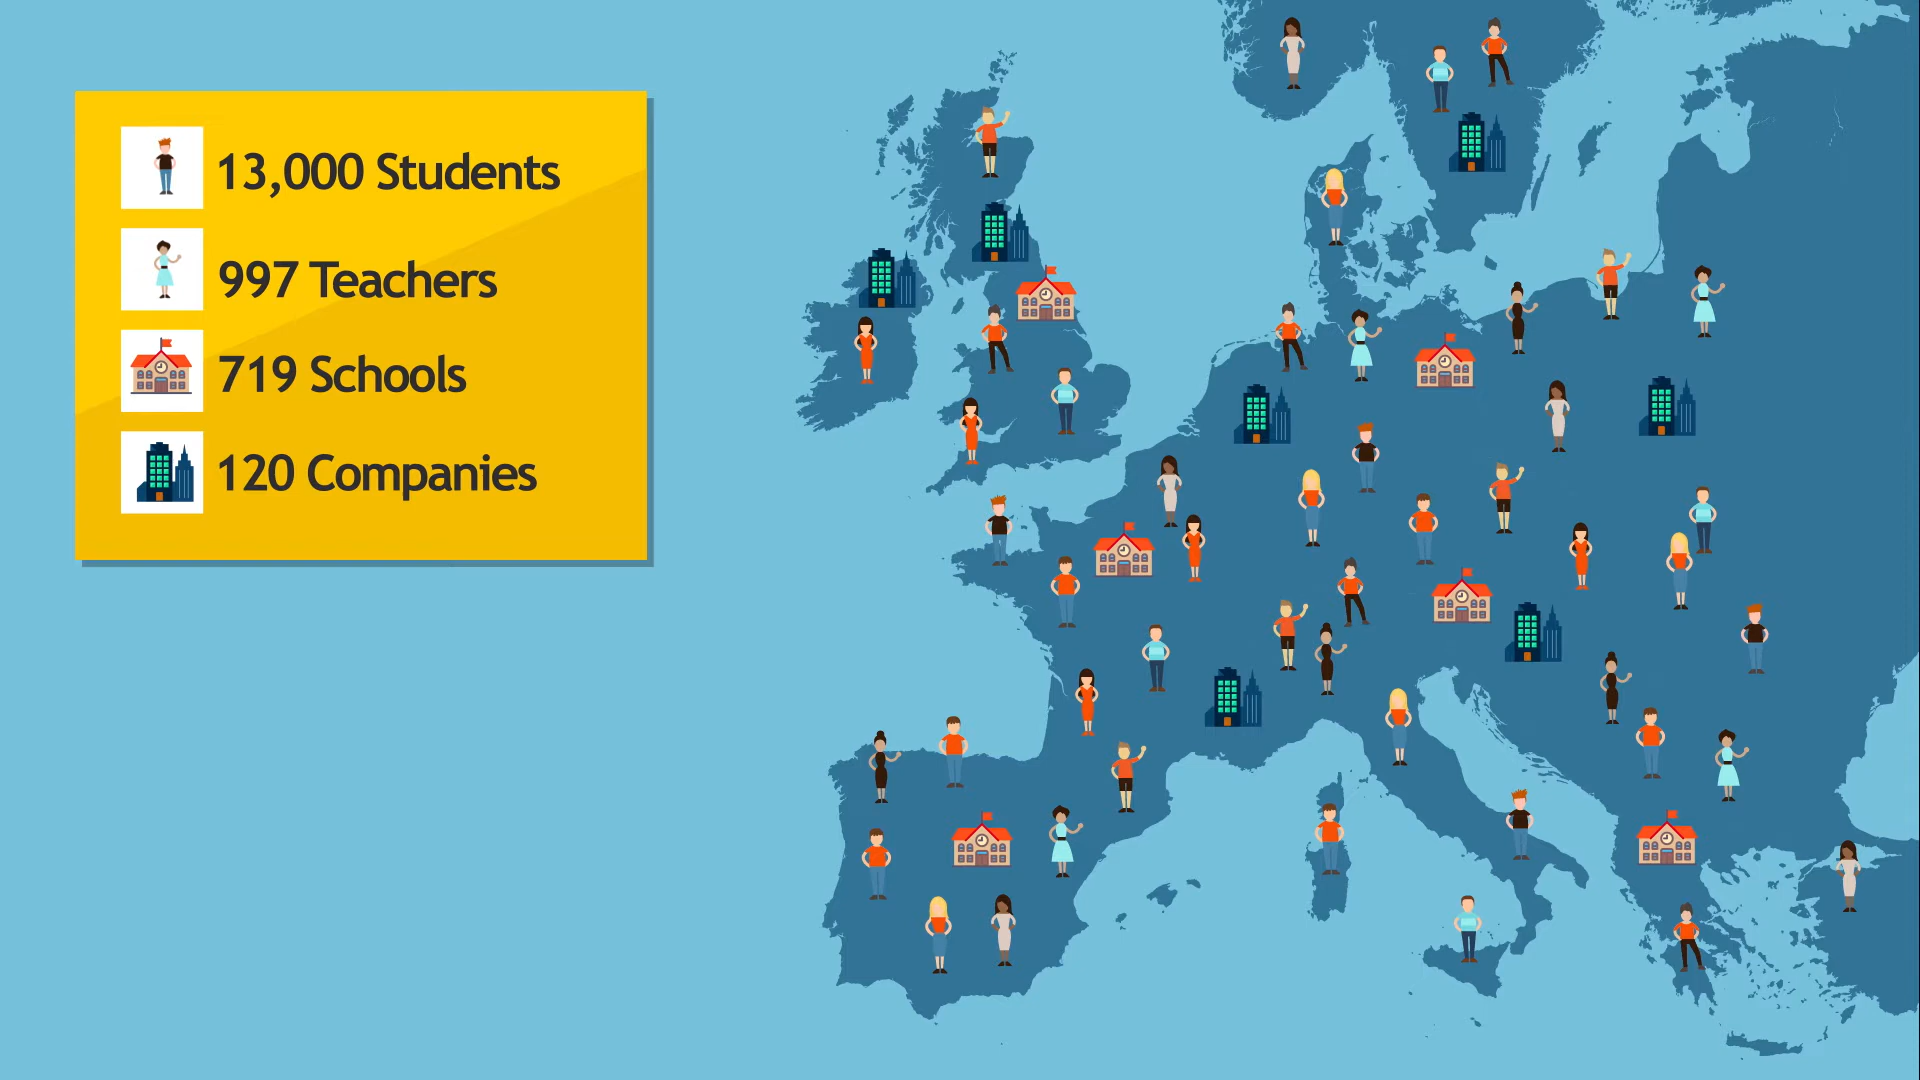 13,000 Students
997 Teachers
719 Schools
120 Companies